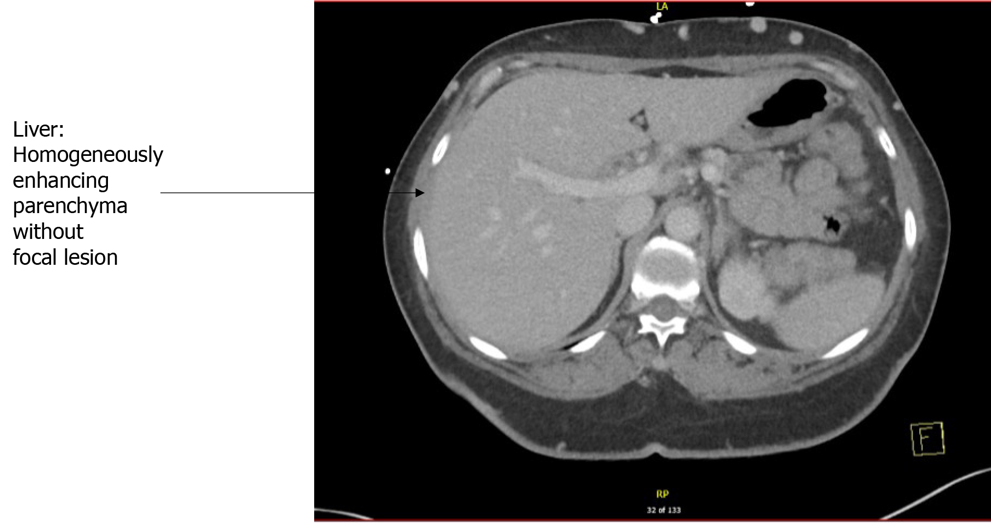 Liver:
Homogeneously
enhancing
parenchyma
without
focal lesion
LA
F
RP
32 of 133